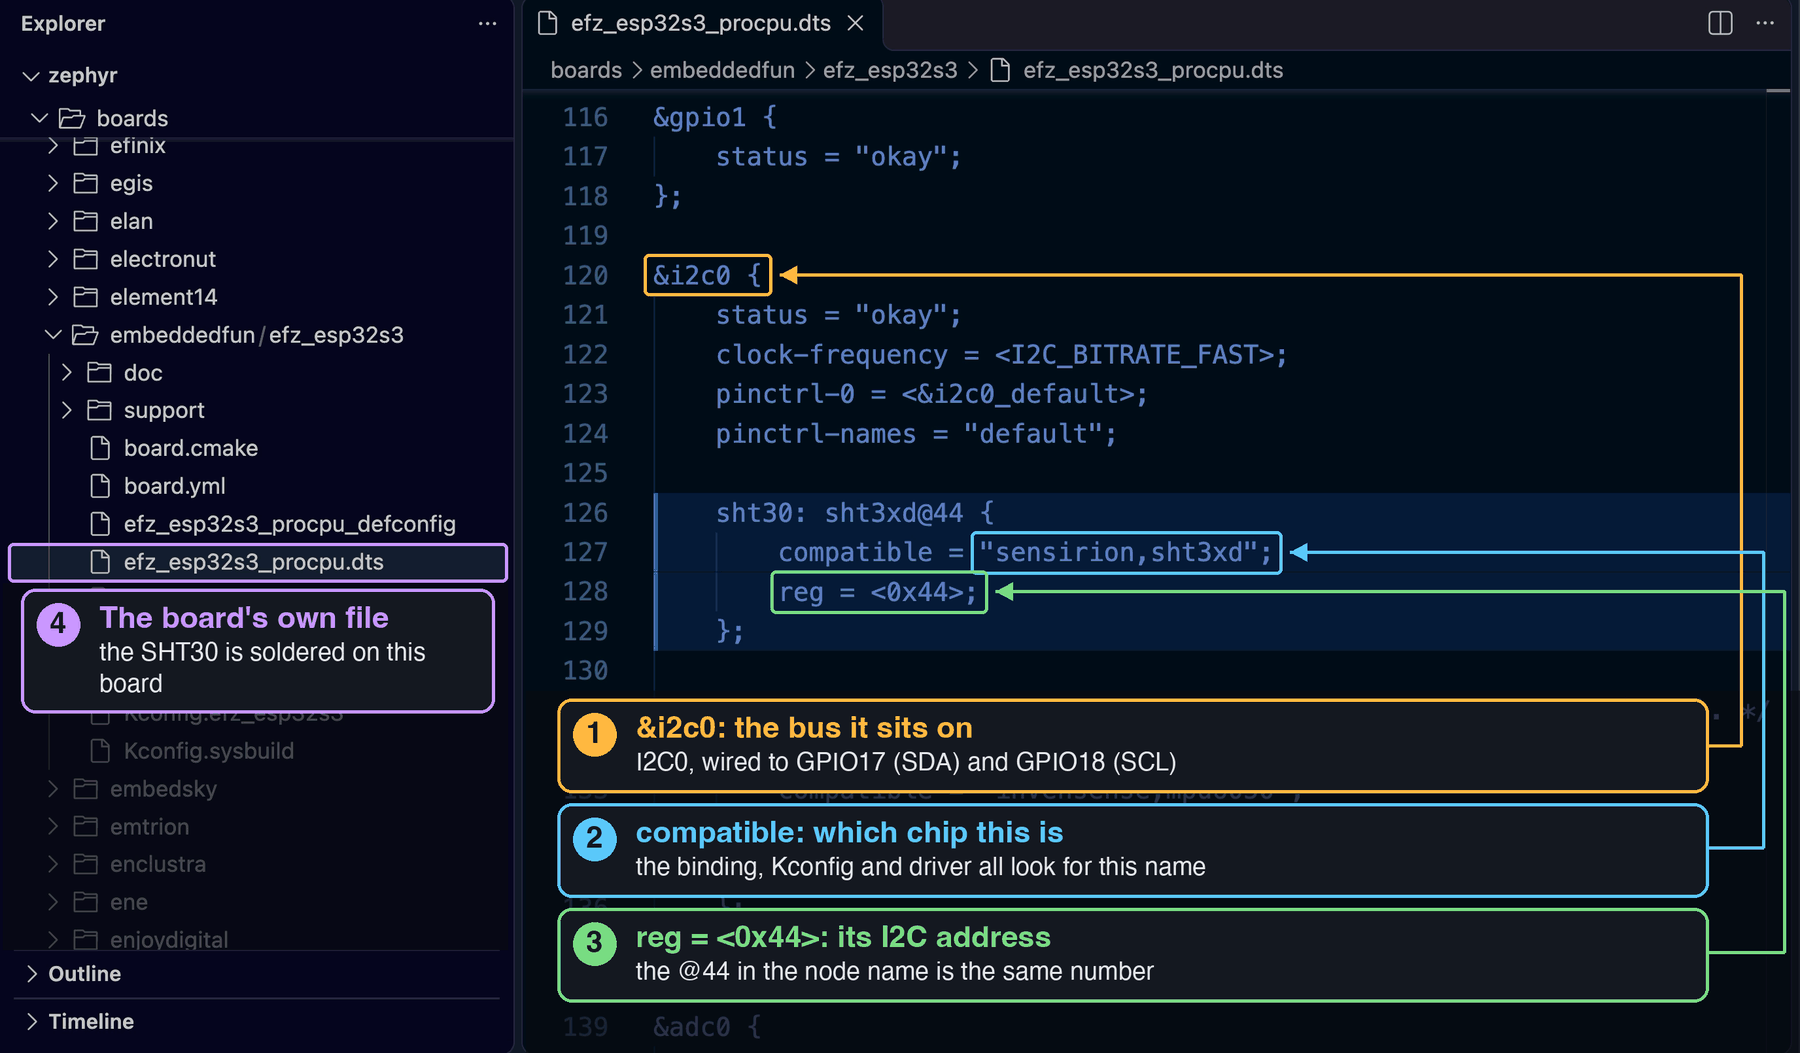 Explorer
zephyr
boards
efinix
egis
elan
electronut
element14
embeddedfun/efz_esp32s3
doc
support
board.cmake
board.yml
efz_esp32s3_procpu_defconfig
efz_esp32s3_procpu.dts
4
The board's own file
the SHT30 is soldered on this
board
Kconfig.efz_esp32s3
Kconfig.sysbuild
embedsky
emtrion
enclustra
ene
enjoydigital
Outline
Timeline
efz_esp32s3_procpu.dts
boards > embeddedfun > efz_esp32s3 > efz_esp32s3_procpu.dts
116 &gpio1 {
117 status = "okay";
118 };
119
120 &i2c0 {
121 status = "okay";
122 clock-frequency = <I2C_BITRATE_FAST>;
123 pinctrl-0 = <&i2c0_default>;
124 pinctrl-names = "default";
125
126 sht30: sht3xd@44 {
127 compatible = "sensirion,sht3xd";
128 reg = <0x44>;
129 };
130
1
&i2c0: the bus it sits on
I2C0, wired to GPIO17 (SDA) and GPIO18 (SCL)
2
compatible: which chip this is
the binding, Kconfig and driver all look for this name
3
reg = <0x44>: its I2C address
the @44 in the node name is the same number
139 &adc0 {